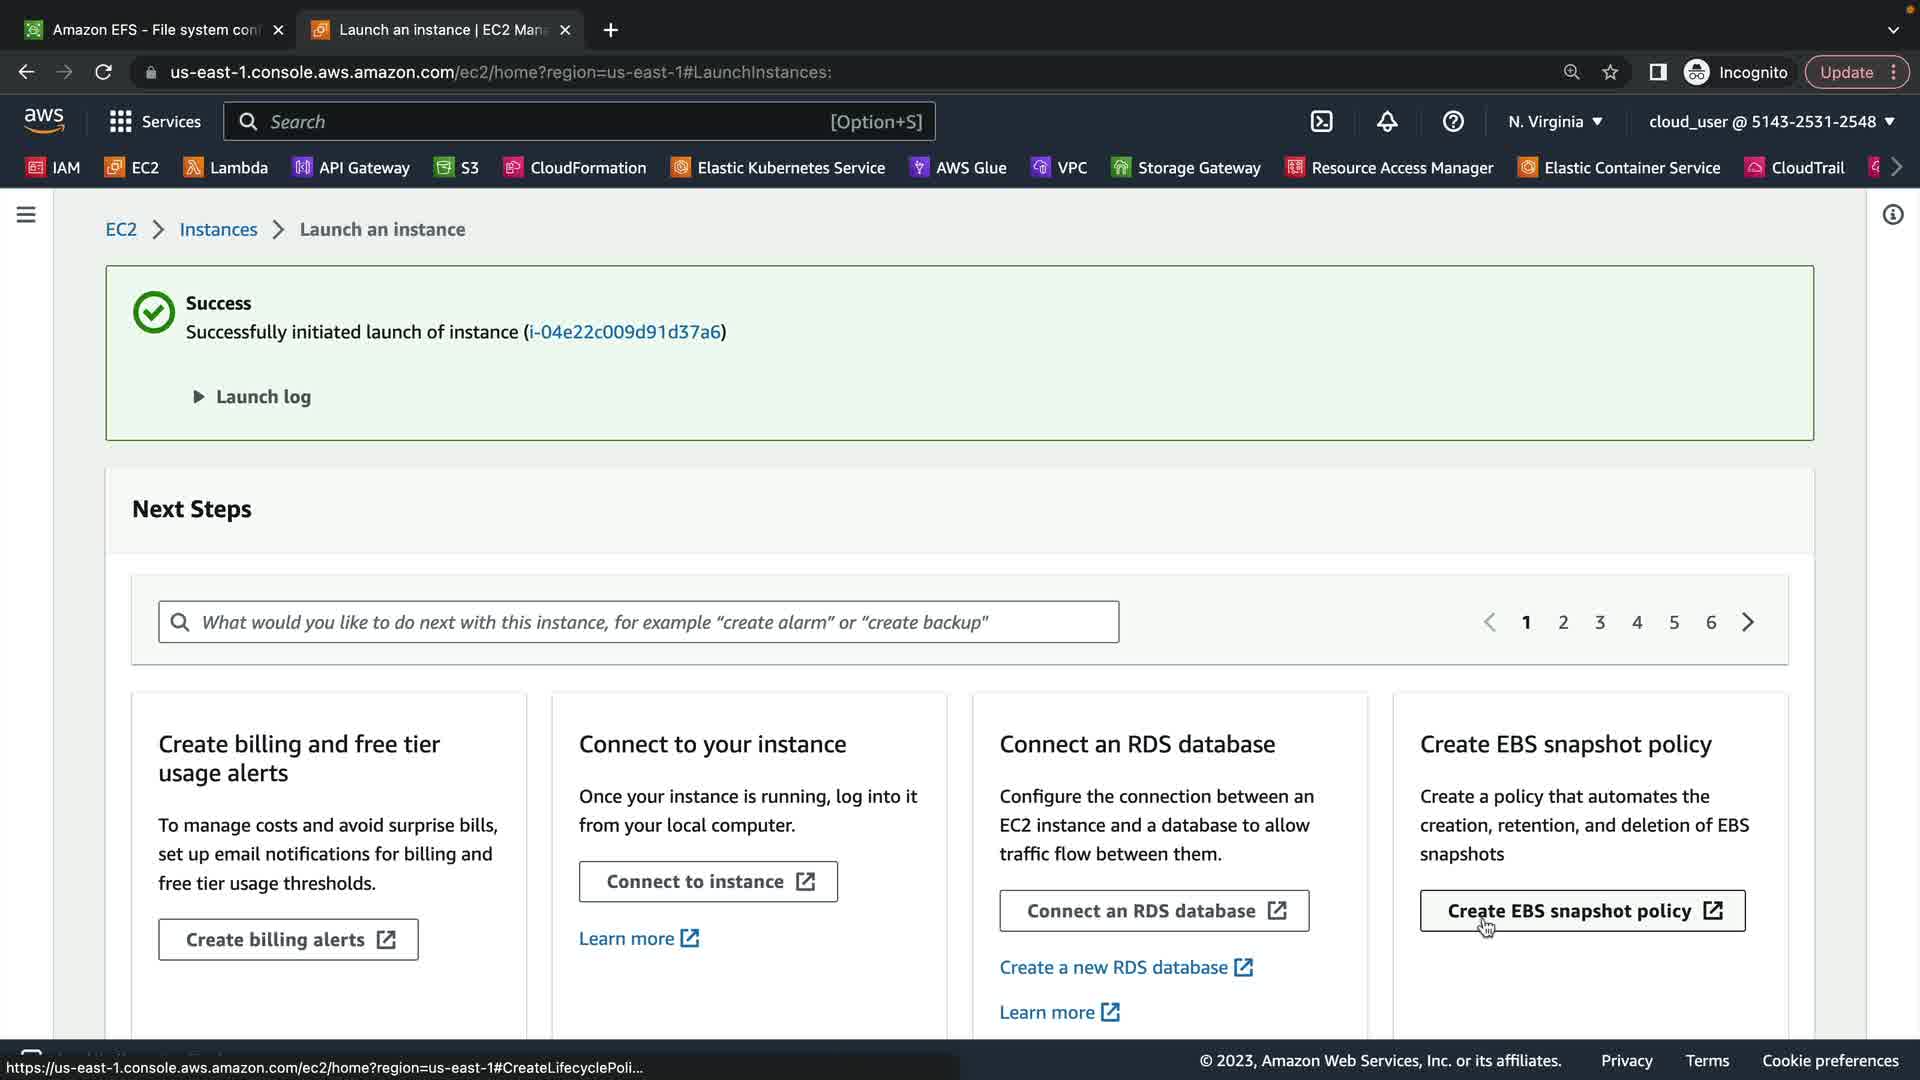 Amazon EFS - File system con
Launch an instance | EC2 Man
us-east-1.console.aws.amazon.com/ec2/home?region=us-east-1#LaunchInstances:
Incognito
Update
aws
Services
Search
[Option+S]
N. Virginia
cloud_user @ 5143-2531-2548
IAM
EC2
Lambda
API Gateway
S3
CloudFormation
Elastic Kubernetes Service
AWS Glue
VPC
Storage Gateway
Resource Access Manager
Elastic Container Service
CloudTrail
EC2
Instances
Launch an instance
Success
Successfully initiated launch of instance (i-04e22c009d91d37a6)
Launch log
Next Steps
What would you like to do next with this instance, for example “create alarm” or “create backup”
1 2 3 4 5 6
Create billing and free tier
usage alerts
To manage costs and avoid surprise bills,
set up email notifications for billing and
free tier usage thresholds.
Create billing alerts
Connect to your instance
Once your instance is running, log into it
from your local computer.
Connect to instance
Learn more
Connect an RDS database
Configure the connection between an
EC2 instance and a database to allow
traffic flow between them.
Connect an RDS database
Create a new RDS database
Learn more
Create EBS snapshot policy
Create a policy that automates the
creation, retention, and deletion of EBS
snapshots
Create EBS snapshot policy
https://us-east-1.console.aws.amazon.com/ec2/home?region=us-east-1#CreateLifecyclePoli...
© 2023, Amazon Web Services, Inc. or its affiliates.
Privacy
Terms
Cookie preferences